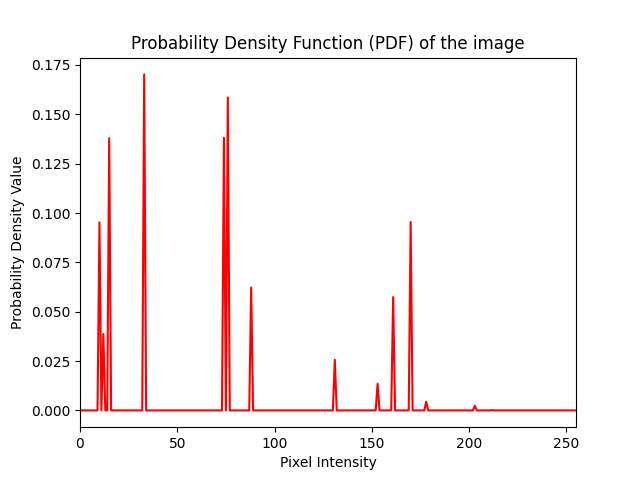 Probability Density Function (PDF) of the image
Probability Density Value
0.175
0.150
0.125
0.100
0.075
0.050
0.025
0.000
0 50 100 150 200 250
Pixel Intensity